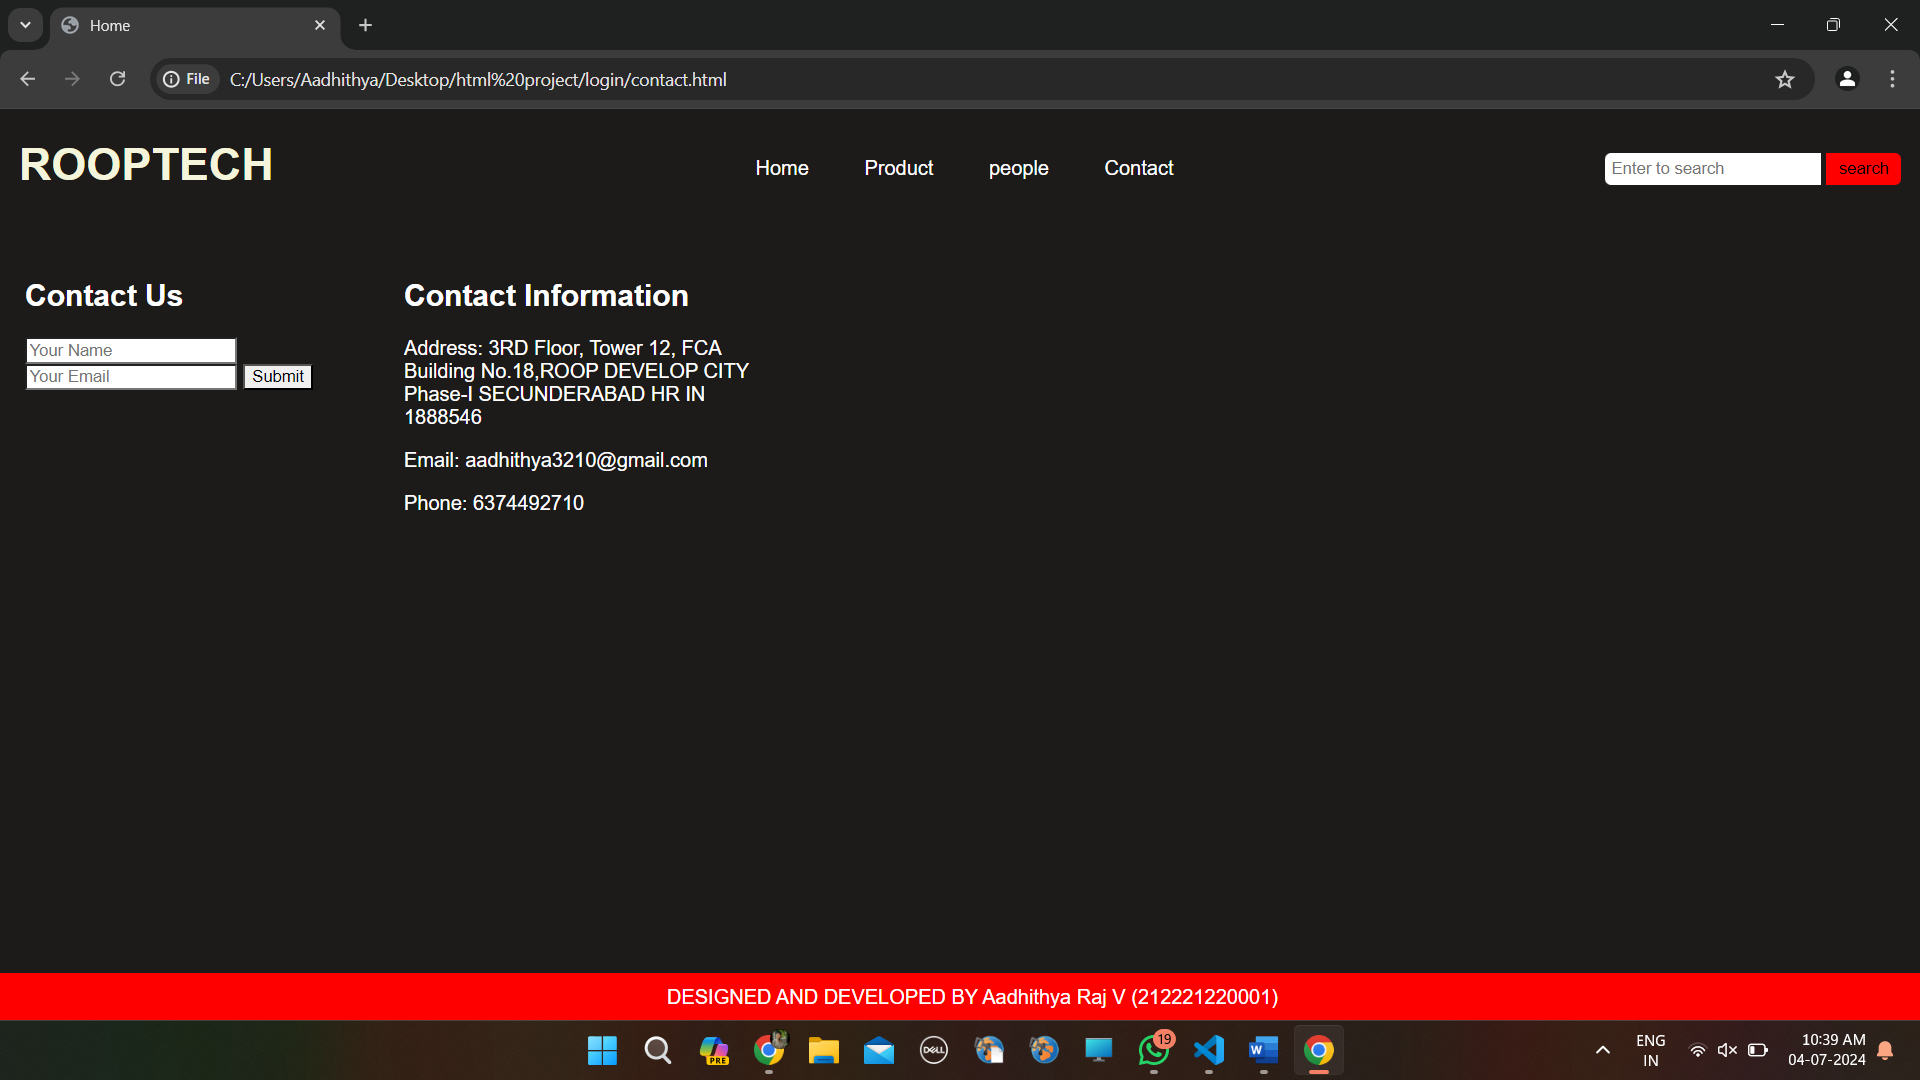 Home
File
C:/Users/Aadhithya/Desktop/html%20project/login/contact.html
ROOPTECH
Home
Product
people
Contact
Enter to search
search
Contact Us
Your Name
Your Email
Submit
Contact Information
Address: 3RD Floor, Tower 12, FCA
Building No.18,ROOP DEVELOP CITY
Phase-I SECUNDERABAD HR IN
1888546
Email: aadhithya3210@gmail.com
Phone: 6374492710
DESIGNED AND DEVELOPED BY Aadhithya Raj V (212221220001)
PRE
DELL
19
W
ENG
IN
10:39 AM
04-07-2024